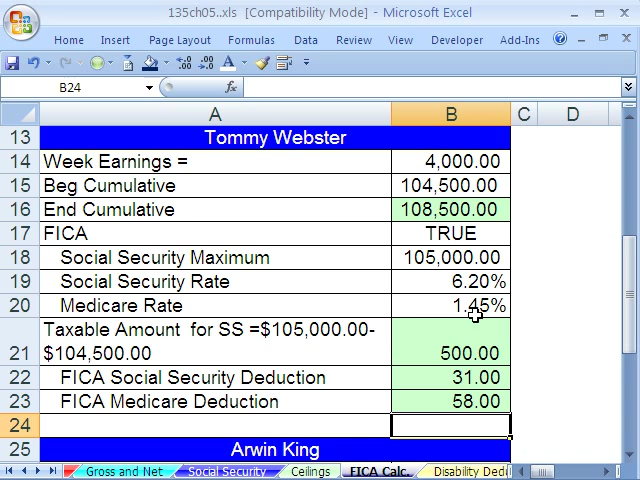 135ch05..xls [Compatibility Mode] - Microsoft Excel
Home Insert Page Layout Formulas Data Review View Developer Add-Ins
B24 fx
A B C D
13 Tommy Webster
14 Week Earnings = 4,000.00
15 Beg Cumulative 104,500.00
16 End Cumulative 108,500.00
17 FICA TRUE
18 Social Security Maximum 105,000.00
19 Social Security Rate 6.20%
20 Medicare Rate 1.45%
Taxable Amount for SS =$105,000.00-
21 $104,500.00 500.00
22 FICA Social Security Deduction 31.00
23 FICA Medicare Deduction 58.00
24
25 Arwin King
Gross and Net Social Security Ceilings FICA Calc. Disability Dedu